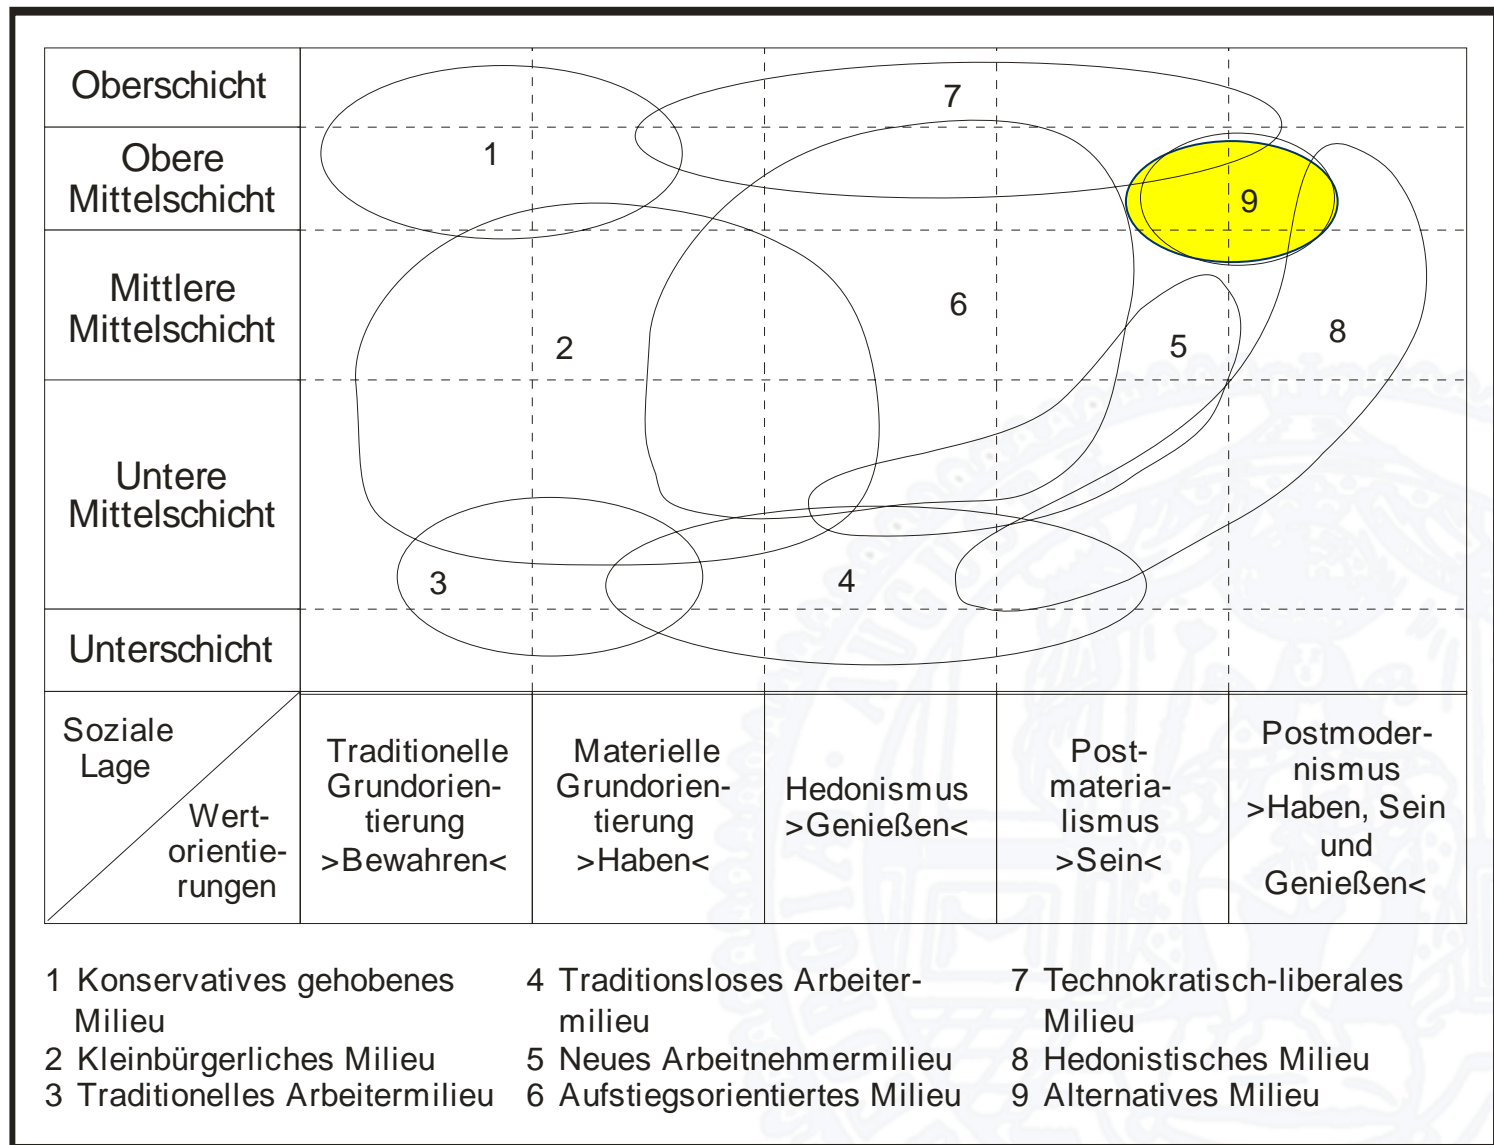 Oberschicht
7
1
Obere
Mittelschicht
9
Mittlere
Mittelschicht
6
2
5
8
Untere
Mittelschicht
3
4
Unterschicht
Soziale
Lage
Wert-
orientie-
rungen
Traditionelle
Grundorien-
tierung
>Bewahren<
Materielle
Grundorien-
tierung
>Haben<
Hedonismus
>Genießen<
Post-
materia-
lismus
>Sein<
Postmoder-
nismus
>Haben, Sein
und
Genießen<
1 Konservatives gehobenes
Milieu
2 Kleinbürgerliches Milieu
3 Traditionelles Arbeitermilieu
4 Traditionsloses Arbeiter-
milieu
5 Neues Arbeitnehmermilieu
6 Aufstiegsorientiertes Milieu
7 Technokratisch-liberales
Milieu
8 Hedonistisches Milieu
9 Alternatives Milieu